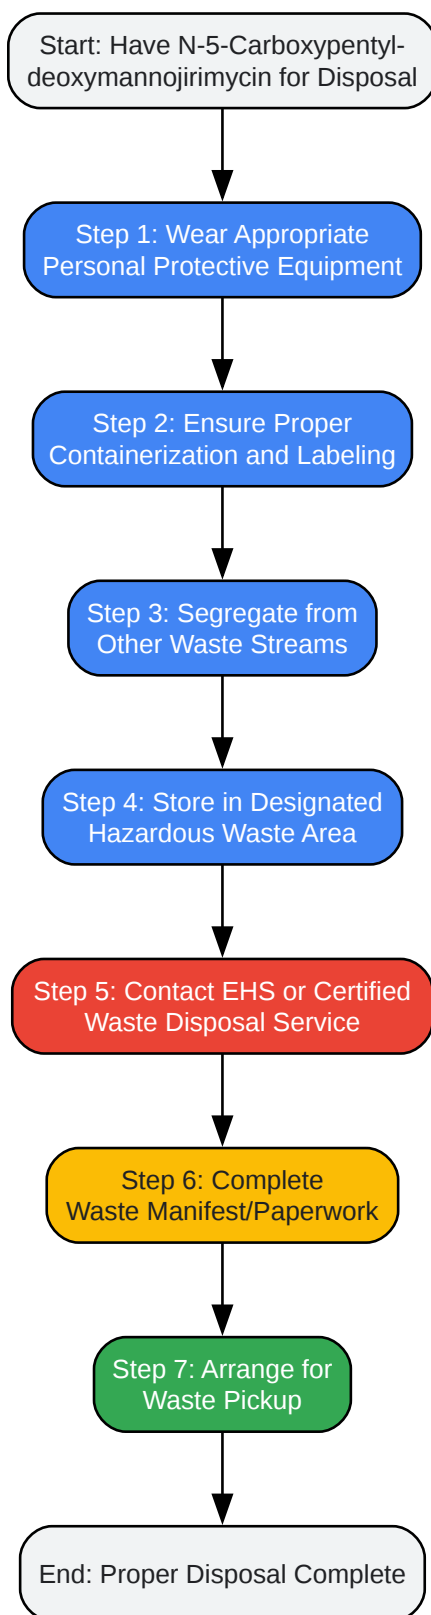 Start: Have N-5-Carboxypentyl-
deoxymannojirimycin for Disposal
Step 1: Wear Appropriate
Personal Protective Equipment
Step 2: Ensure Proper
Containerization and Labeling
Step 3: Segregate from
Other Waste Streams
Step 4: Store in Designated
Hazardous Waste Area
Step 5: Contact EHS or Certified
Waste Disposal Service
Step 6: Complete
Waste Manifest/Paperwork
Step 7: Arrange for
Waste Pickup
End: Proper Disposal Complete